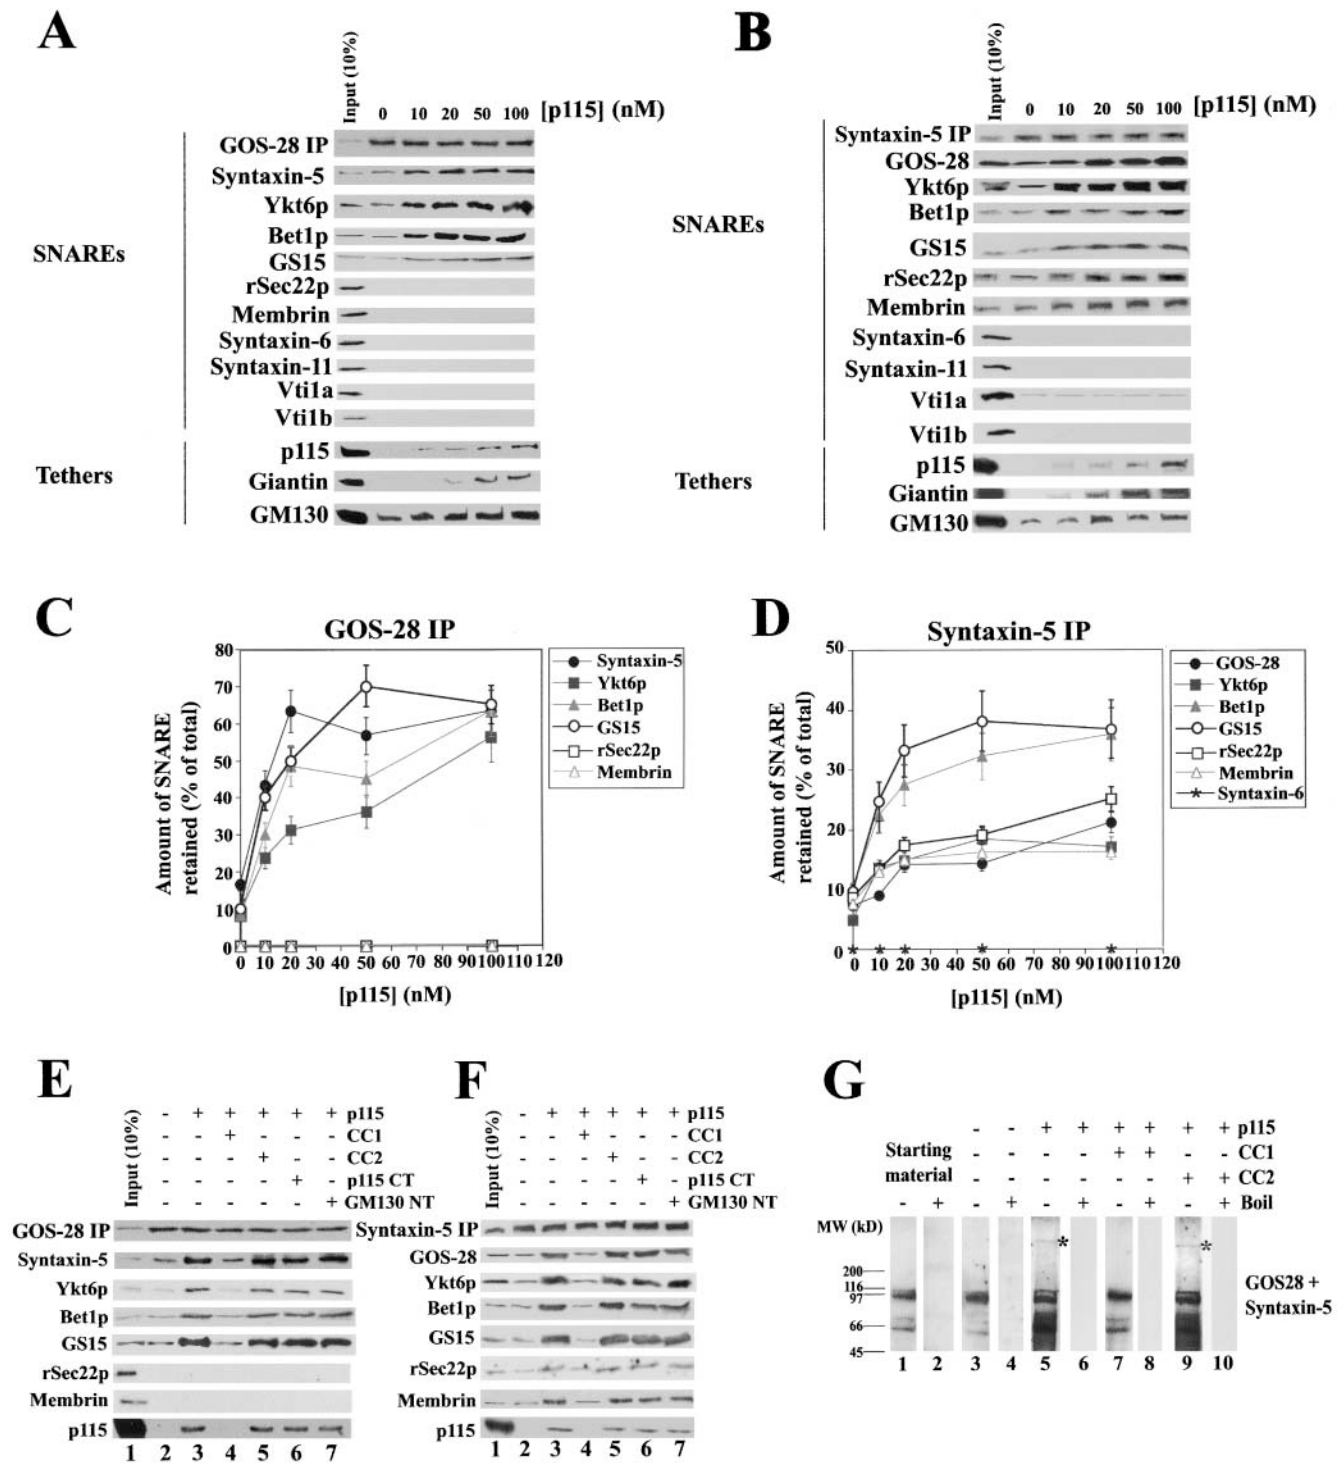 A
Input (10%)
0 10 20 50 100 [p115] (nM)
SNAREs
GOS-28 IP
Syntaxin-5
Ykt6p
Bet1p
GS15
rSec22p
Membrin
Syntaxin-6
Syntaxin-11
Vti1a
Vti1b
Tethers
p115
Giantin
GM130
B
Input (10%)
0 10 20 50 100 [p115] (nM)
SNAREs
Syntaxin-5 IP
GOS-28
Ykt6p
Bet1p
GS15
rSec22p
Membrin
Syntaxin-6
Syntaxin-11
Vti1a
Vti1b
Tethers
p115
Giantin
GM130
C
GOS-28 IP
Amount of SNARE
retained (% of total)
80
70
60
50
40
30
20
10
0
0 10 20 30 40 50 60 70 80 90 100 110 120
[p115] (nM)
Syntaxin-5
Ykt6p
Bet1p
GS15
rSec22p
Membrin
D
Syntaxin-5 IP
Amount of SNARE
retained (% of total)
50
40
30
20
10
0
0 10 20 30 40 50 60 70 80 90 100 110 120
[p115] (nM)
GOS-28
Ykt6p
Bet1p
GS15
rSec22p
Membrin
* Syntaxin-6
E
Input (10%)
- + + + + + p115
- - + - - - CC1
- - - + - - CC2
- - - - + - p115 CT
- - - - - + GM130 NT
GOS-28 IP
Syntaxin-5
Ykt6p
Bet1p
GS15
rSec22p
Membrin
p115
1 2 3 4 5 6 7
F
Input (10%)
- + + + + + p115
- - + - - - CC1
- - - + - - CC2
- - - - + - p115 CT
- - - - - + GM130 NT
Syntaxin-5 IP
GOS-28
Ykt6p
Bet1p
GS15
rSec22p
Membrin
p115
1 2 3 4 5 6 7
G
- - + + + + + + p115
- - - - + + - - CC1
- - - - - - + + CC2
Starting
material
- + - + - + - + - + Boil
MW (kD)
200
116
97
66
45
*
*
GOS28 +
Syntaxin-5
1 2 3 4 5 6 7 8 9 10